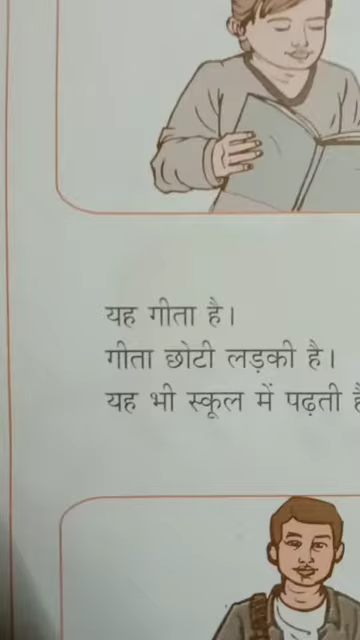 यह गीता है।
गीता छोटी लड़की है।
यह भी स्कूल में पढ़ती